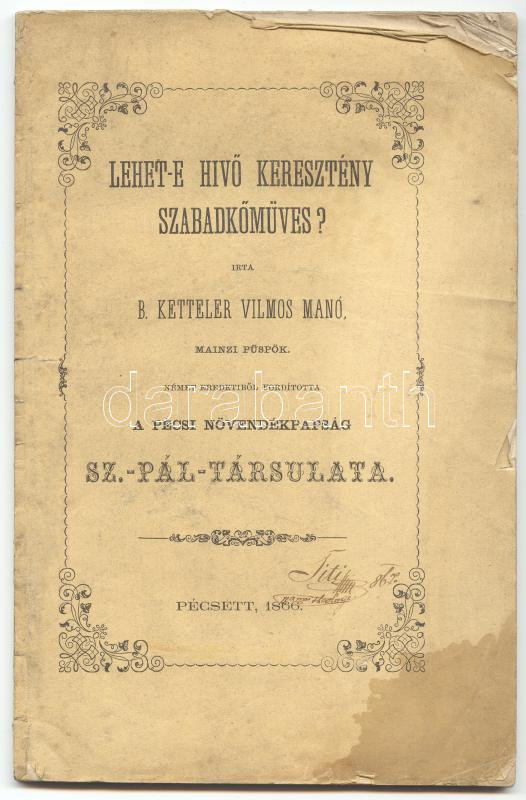 LEHET-E HIVŐ KERESZTÉNY
SZABADKŐMÜVES?
IRTA
B. KETTELER VILMOS MANÓ,
MAINZI PÜSPÖK.
NÉMET EREDETIBŐL FORDÍTOTTA
A PÉCSI NÖVENDÉKPAPSÁG
SZ.-PÁL-TÁRSULATA.
darabanth
PÉCSETT, 1866.